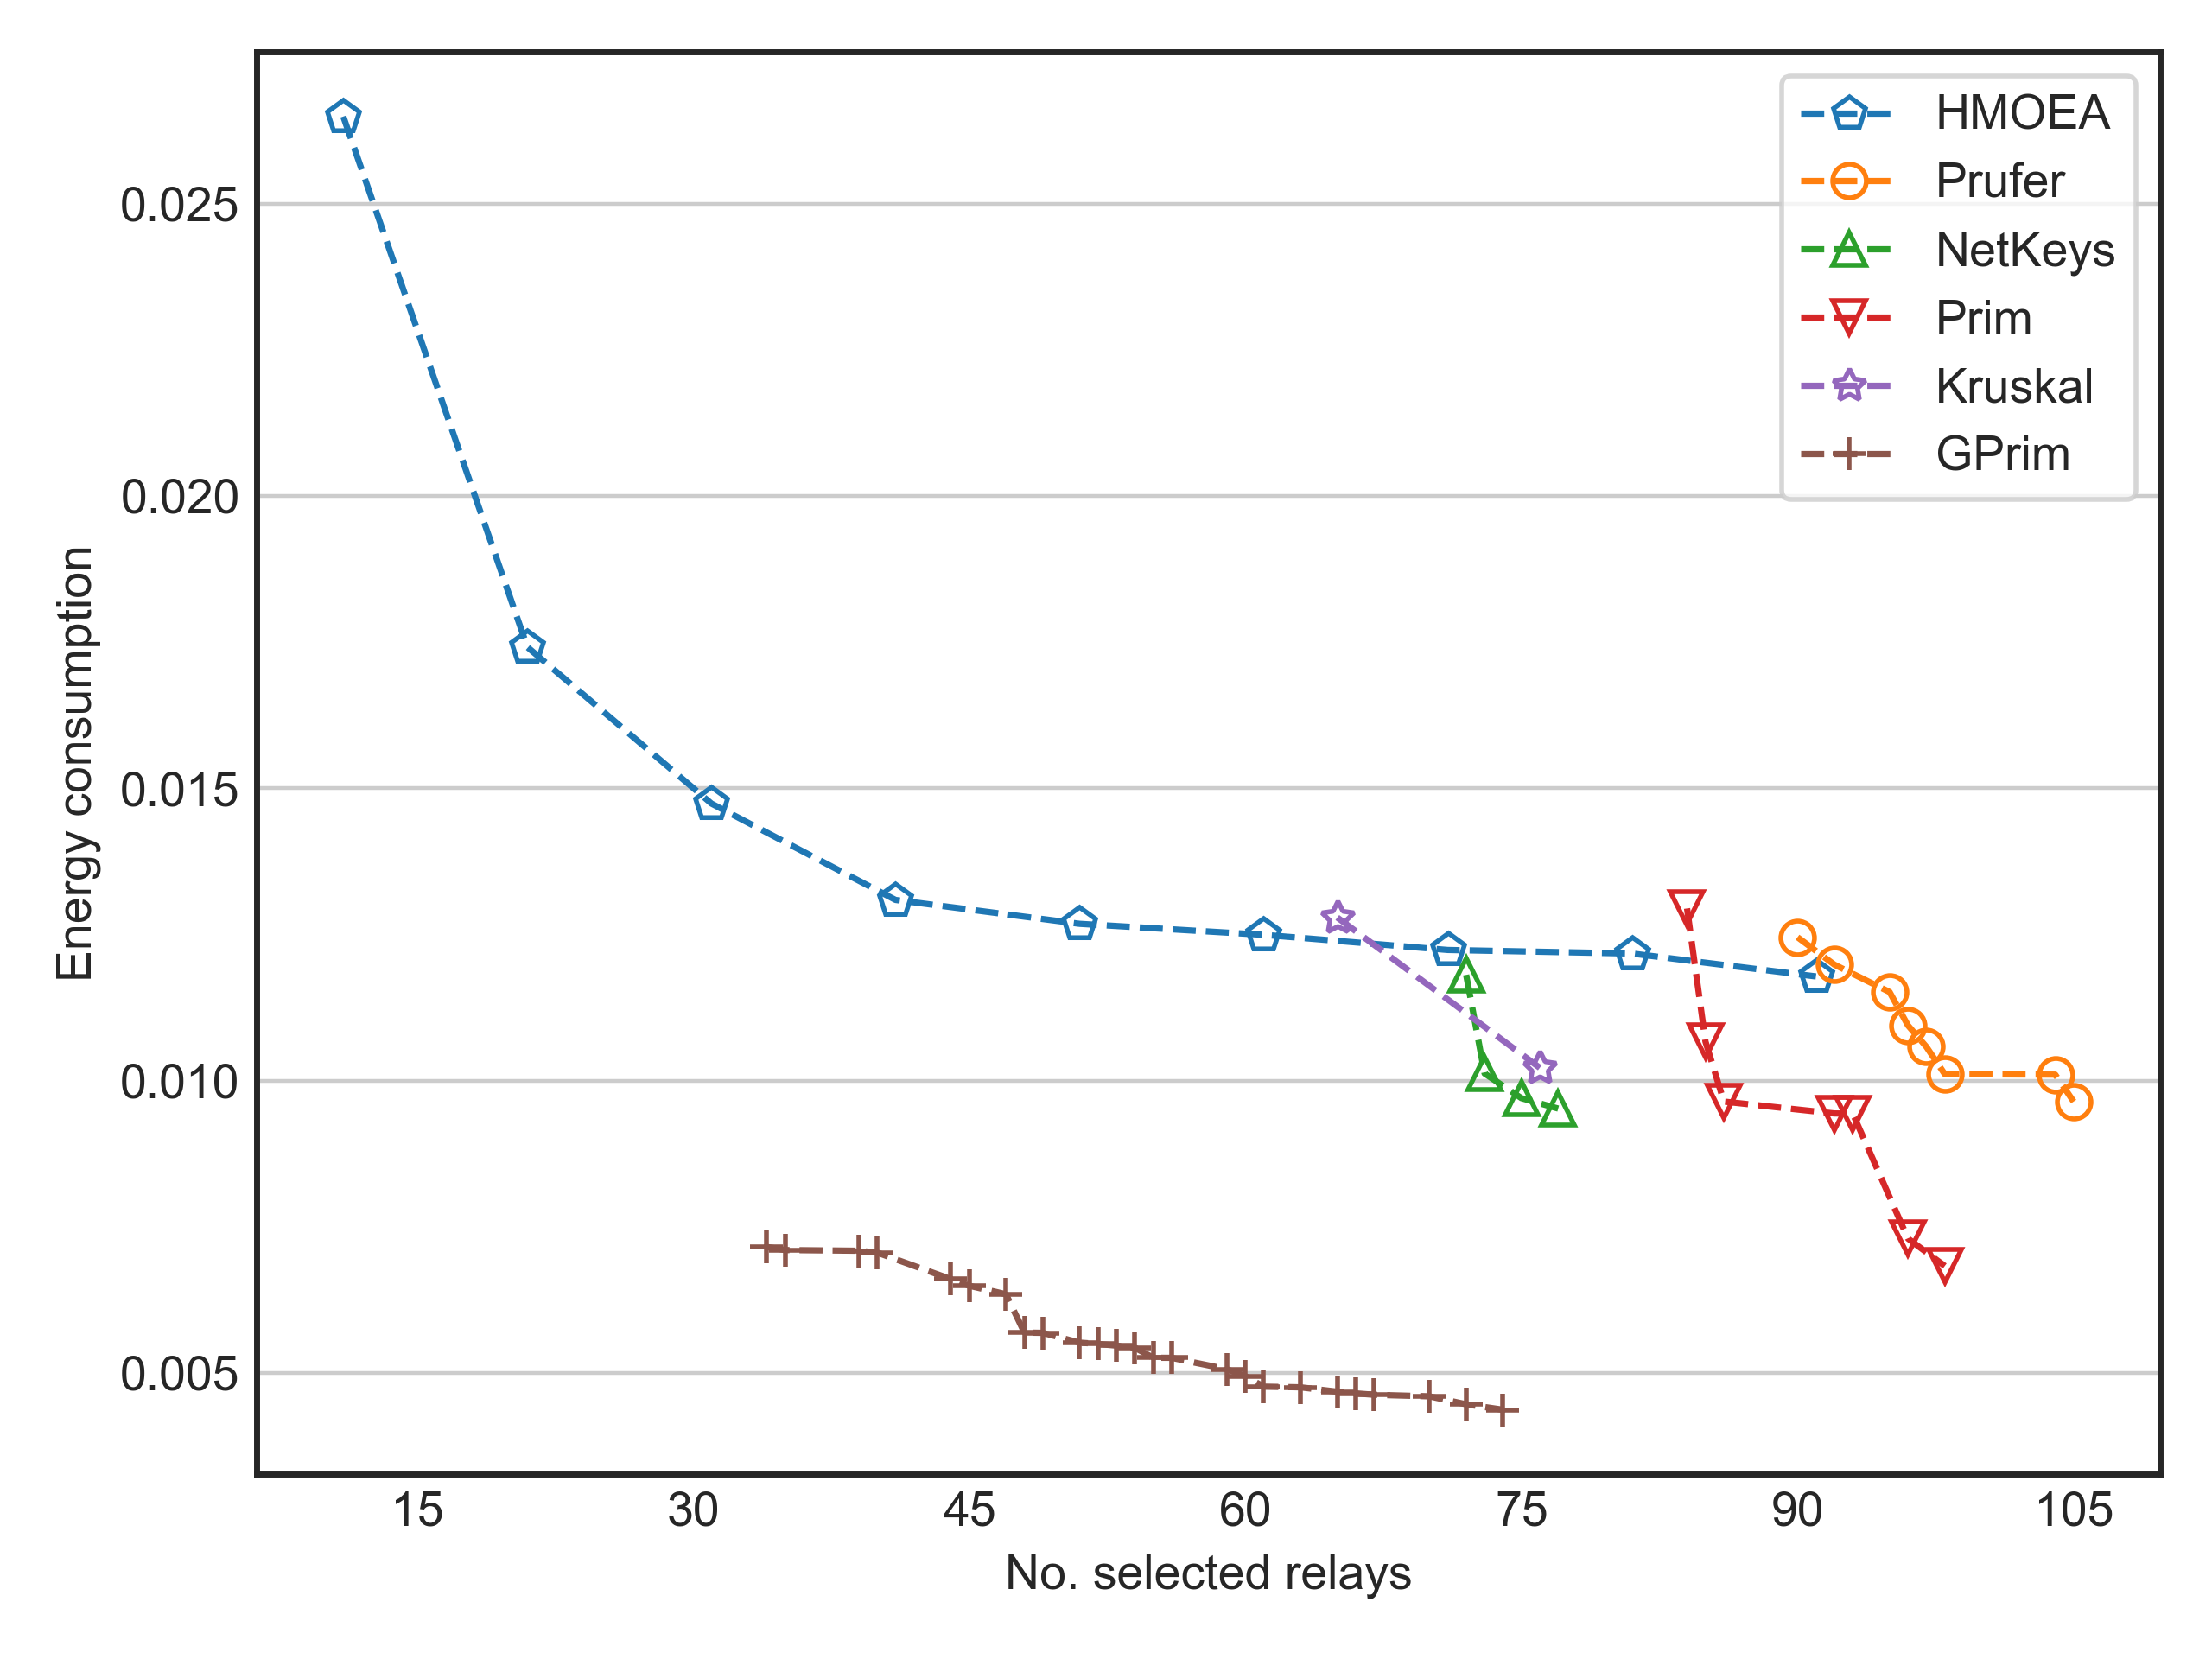 HMOEA
Prufer
NetKeys
Prim
Kruskal
GPrim
Energy consumption
0.025
0.020
0.015
0.010
0.005
15 30 45 60 75 90 105
No. selected relays